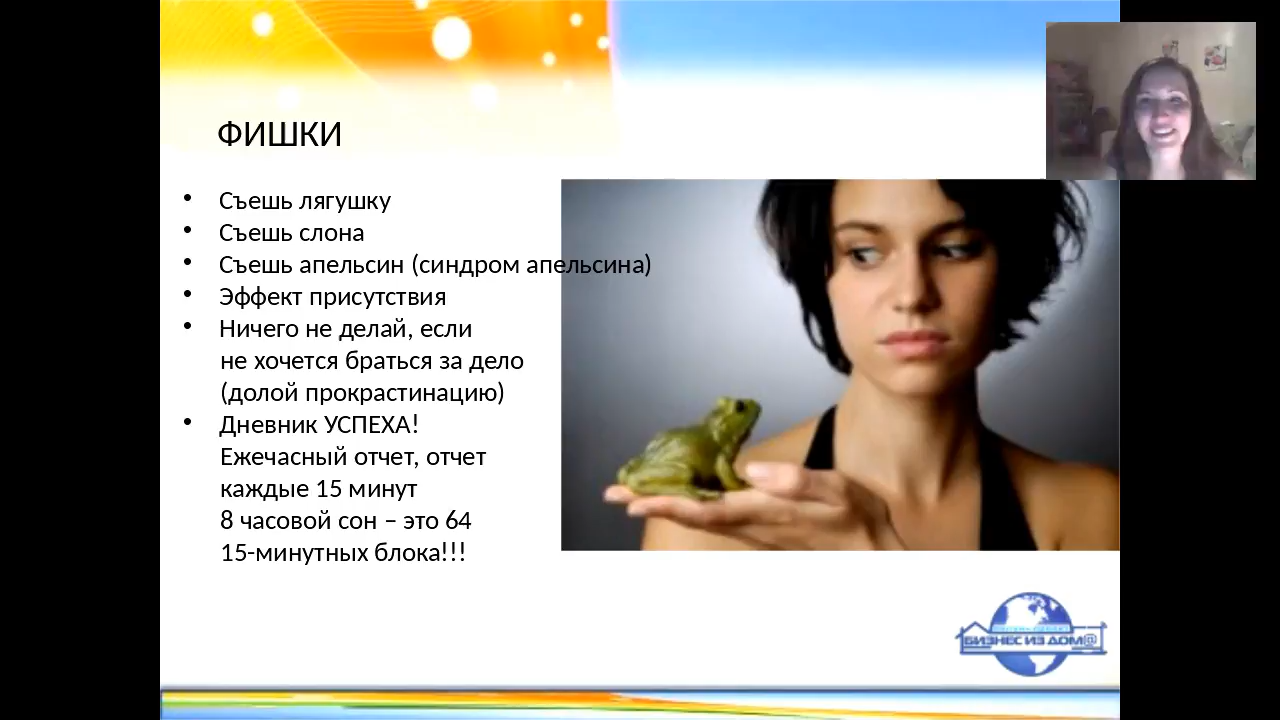 ФИШКИ
• Съешь лягушку
• Съешь слона
• Съешь апельсин (синдром апельсина)
• Эффект присутствия
• Ничего не делай, если
не хочется браться за дело
(долой прокрастинацию)
• Дневник УСПЕХА!
Ежечасный отчет, отчет
каждые 15 минут
8 часовой сон – это 64
15-минутных блока!!!
БИЗНЕС ИЗ ДОМ@